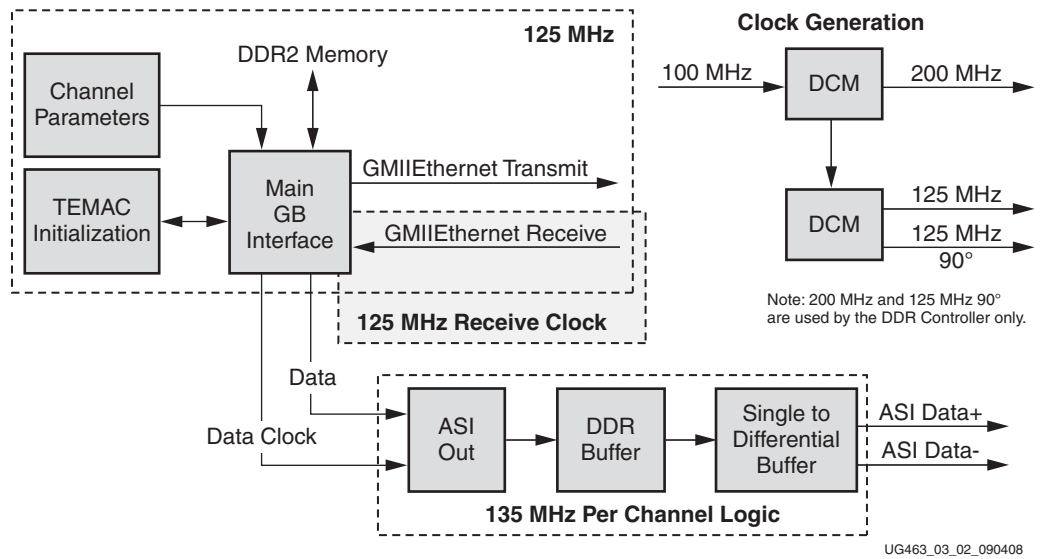 125 MHz
DDR2 Memory
Channel
Parameters
TEMAC
Initialization
Main
GB
Interface
GMIIEthernet Transmit
GMIIEthernet Receive
125 MHz Receive Clock
Clock Generation
100 MHz
DCM
200 MHz
DCM
125 MHz
125 MHz
90°
Note: 200 MHz and 125 MHz 90°
are used by the DDR Controller only.
Data
Data Clock
ASI
Out
DDR
Buffer
Single to
Differential
Buffer
ASI Data+
ASI Data-
135 MHz Per Channel Logic
UG463_03_02_090408